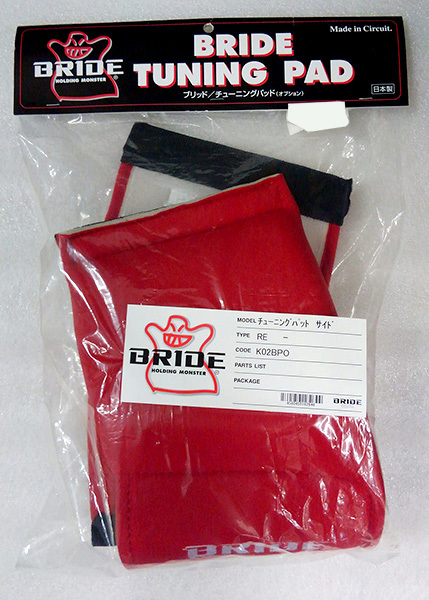 Made in Circuit.
BRIDE
HOLDING MONSTER
BRIDE
TUNING PAD
ブリッド/チューニングパッド(オプション)
日本製
BRIDE
HOLDING MONSTER
MODEL チューニングパット サイド
TYPE RE -
CODE K02BPO
PARTS LIST
PACKAGE
BRIDE
BRIDE